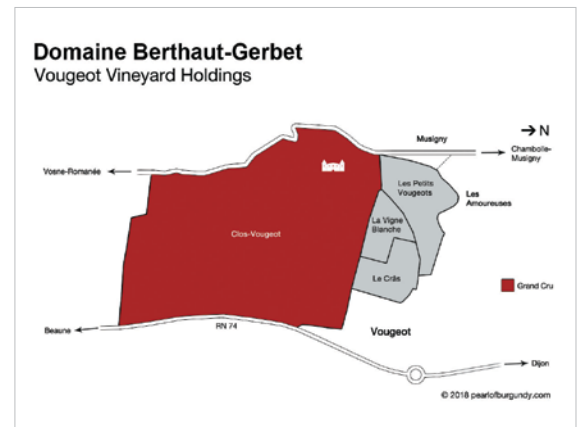 Domaine Berthaut-Gerbet
Vougeot Vineyard Holdings
→ N
Musigny
Chambolle-
Musigny
Vosne-Romanée
Les Petits
Vougeots
Les
Amoureuses
La Vigne
Blanche
Clos-Vougeot
Le Crâs
Grand Cru
RN 74
Beaune
Vougeot
Dijon
© 2018 pearlofburgundy.com